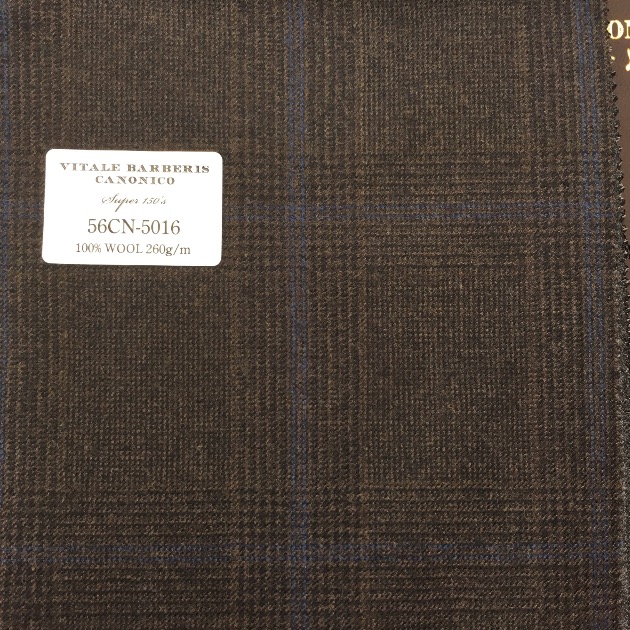 VITALE BARBERIS
CANONICO
Super 150's
56CN-5016
100% WOOL 260g/m